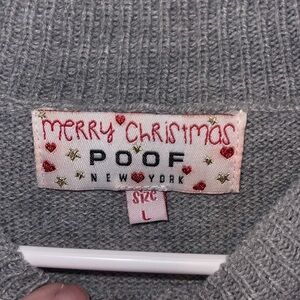 merry christmas
POOF
NEW YORK
SIZE
L